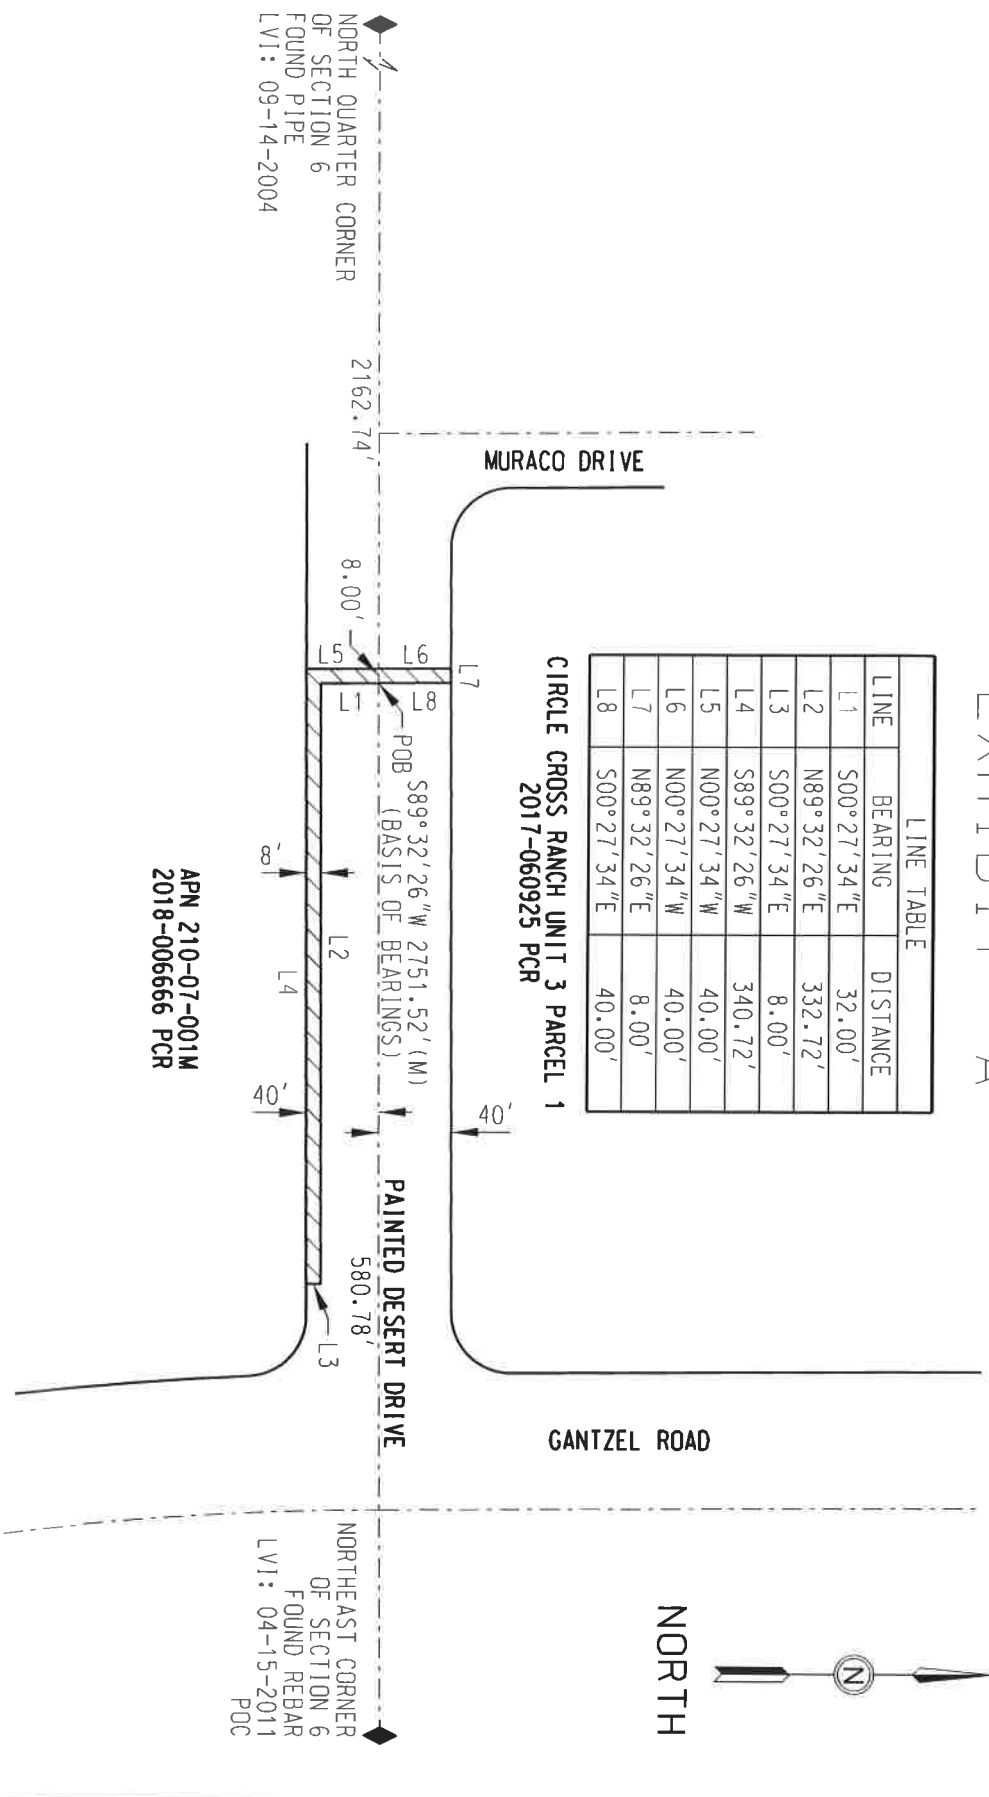 LINE TABLE
LINE BEARING DISTANCE
L1 S00°27'34"E 32.00'
L2 N89°32'26"E 332.72'
L3 S00°27'34"E 8.00'
L4 S89°32'26"W 340.72'
L5 N00°27'34"W 40.00'
L6 N00°27'34"W 40.00'
L7 N89°32'26"E 8.00'
L8 S00°27'34"E 40.00'
CIRCLE CROSS RANCH UNIT 3 PARCEL 1
2017-060925 PCR
MURACO DRIVE
GANTZEL ROAD
N
NORTH
40'
L7
L6
L8
PAINTED DESERT DRIVE
S89°32'26"W 2751.52'(M)
(BASIS OF BEARINGS)
POB
2162.74'
8.00'
580.78'
L5
L1
L2
L3
L4
8'
40'
NORTH QUARTER CORNER
OF SECTION 6
FOUND PIPE
LVI: 09-14-2004
NORTHEAST CORNER
OF SECTION 6
FOUND REBAR
LVI: 04-15-2011
POC
APN 210-07-001M
2018-006666 PCR